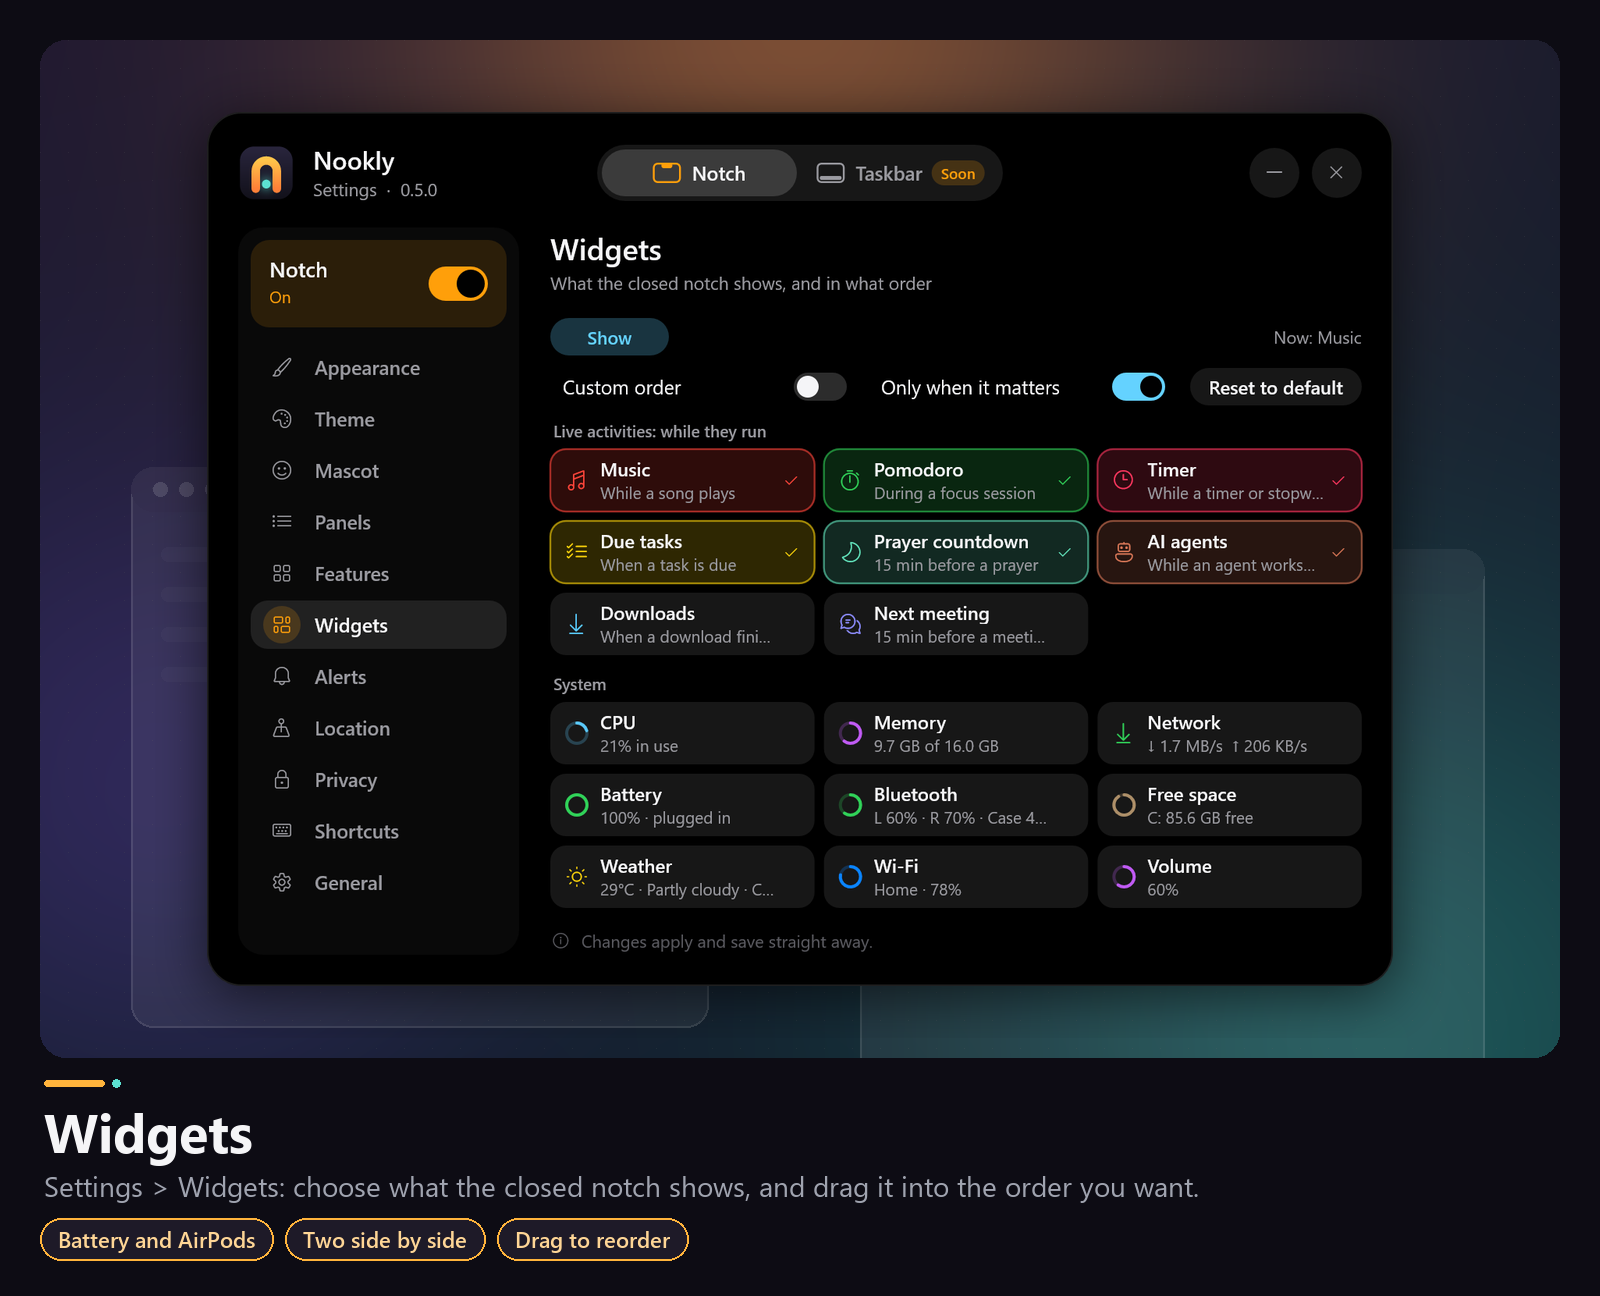 Nookly
Settings · 0.5.0
Notch
Taskbar
Soon
Notch
On
Appearance
Theme
Mascot
Panels
Features
Widgets
Alerts
Location
Privacy
Shortcuts
General
Widgets
What the closed notch shows, and in what order
Show
Now: Music
Custom order
Only when it matters
Reset to default
Live activities: while they run
Music
While a song plays
Pomodoro
During a focus session
Timer
While a timer or stopw...
Due tasks
When a task is due
Prayer countdown
15 min before a prayer
AI agents
While an agent works...
Downloads
When a download fini...
Next meeting
15 min before a meeti...
System
CPU
21% in use
Memory
9.7 GB of 16.0 GB
Network
↓ 1.7 MB/s ↑ 206 KB/s
Battery
100% · plugged in
Bluetooth
L 60% · R 70% · Case 4...
Free space
C: 85.6 GB free
Weather
29°C · Partly cloudy · C...
Wi-Fi
Home · 78%
Volume
60%
Changes apply and save straight away.
Widgets
Settings > Widgets: choose what the closed notch shows, and drag it into the order you want.
Battery and AirPods
Two side by side
Drag to reorder